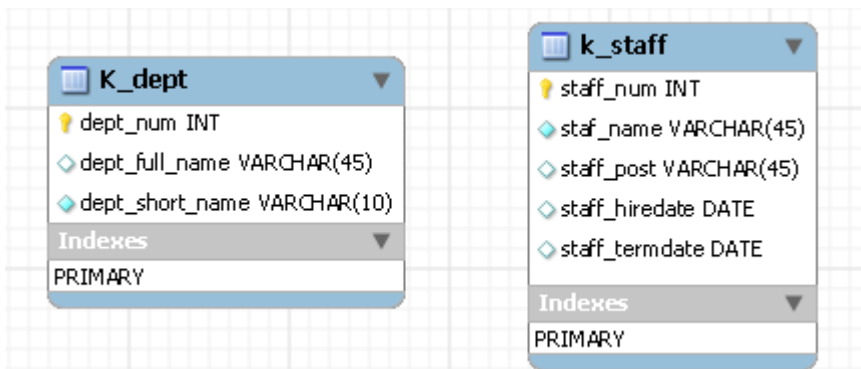 K_dept
dept_num INT
dept_full_name VARCHAR(45)
dept_short_name VARCHAR(10)
Indexes
PRIMARY
k_staff
staff_num INT
staf_name VARCHAR(45)
staff_post VARCHAR(45)
staff_hiredate DATE
staff_termdate DATE
Indexes
PRIMARY